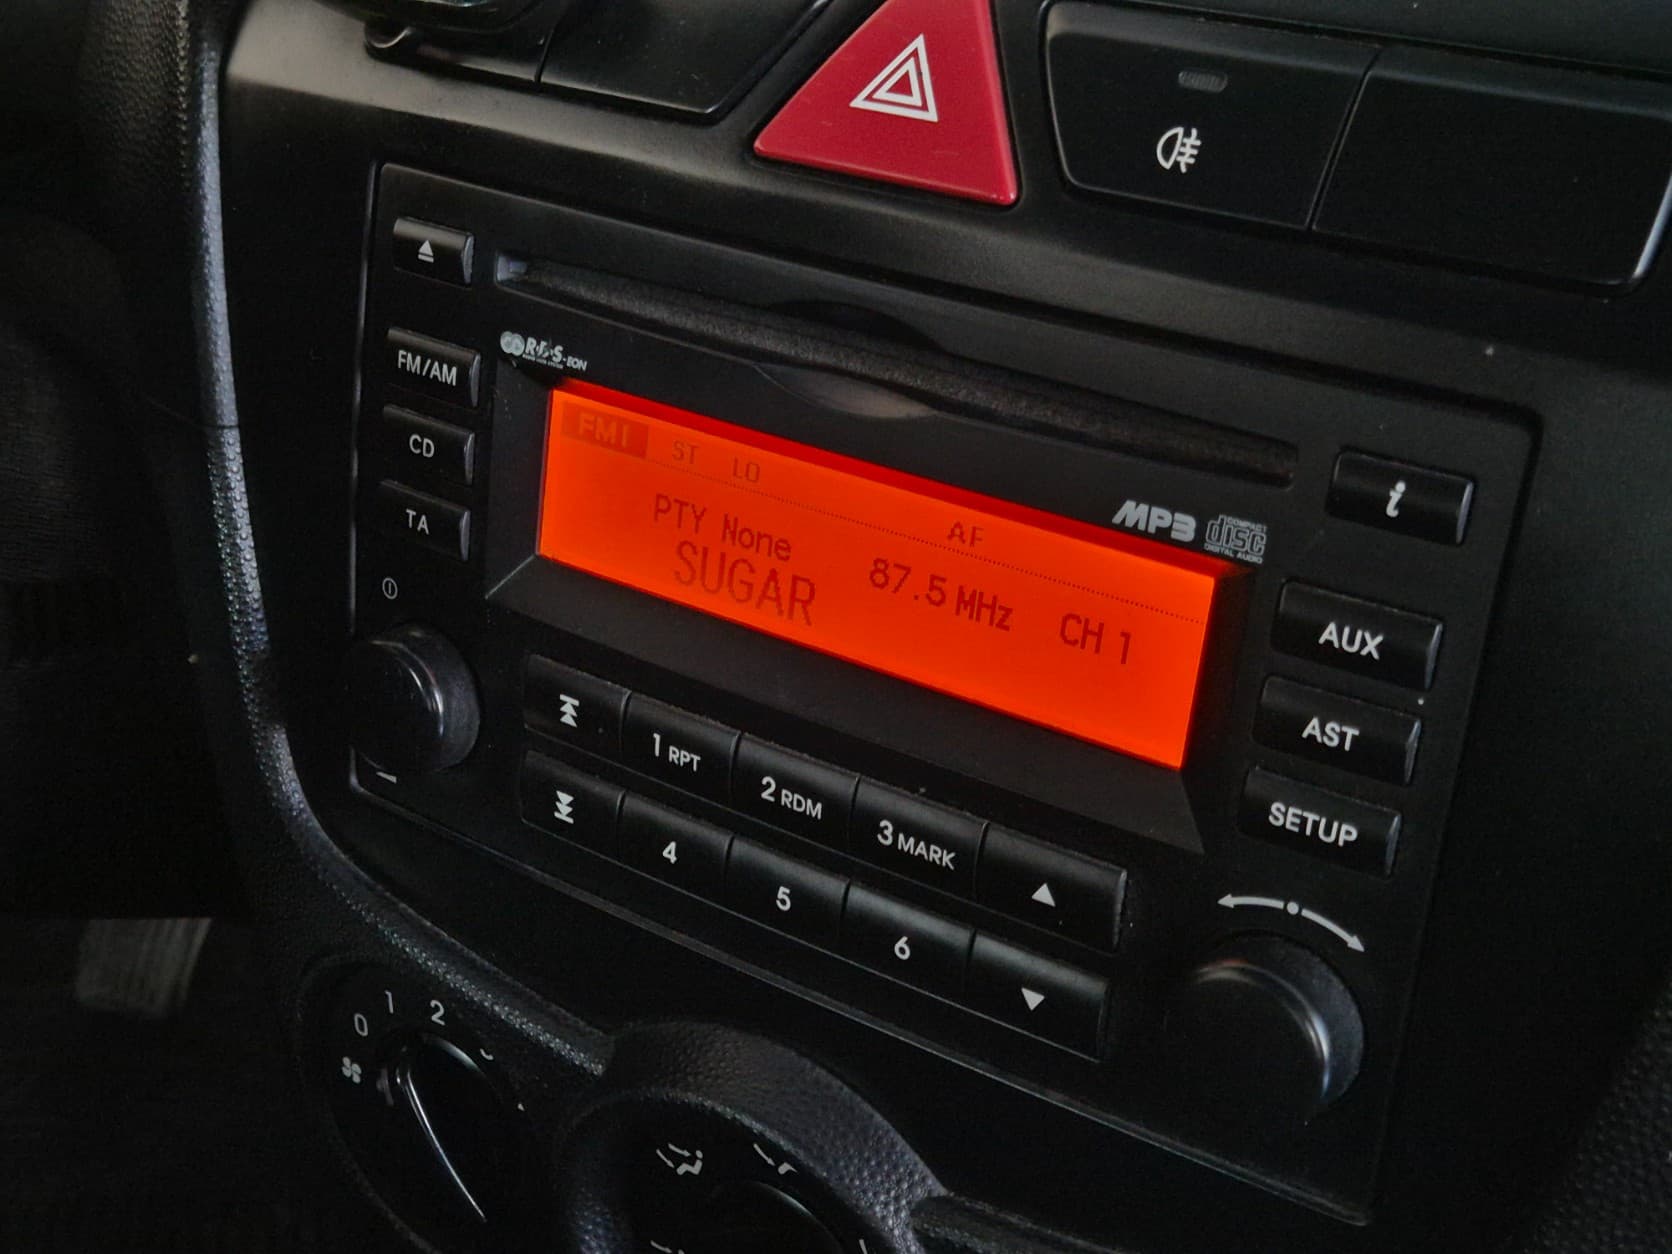 R·D·S-EON
FM/AM
CD
TA
FM1 ST LO AF
PTY None
SUGAR 87.5 MHz CH 1
MP3 COMPACT disc DIGITAL AUDIO
i
AUX
AST
SETUP
1 RPT
2 RDM
3 MARK
4
5
6
0 1 2